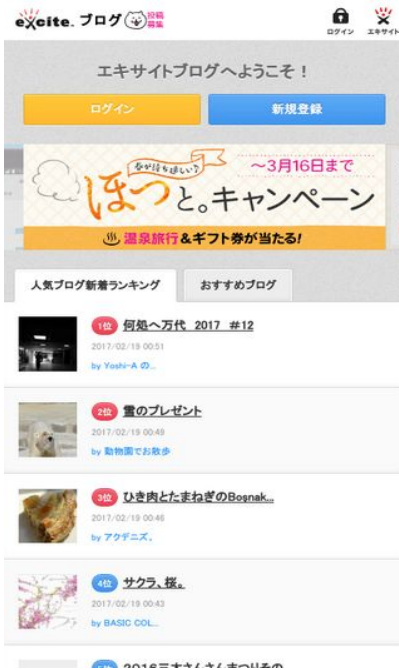 excite. ブログ 投稿募集
ログイン エキサイト
エキサイトブログへようこそ！
ログイン 新規登録
春が待ち遠しい♪
〜3月16日まで
ほっと。キャンペーン
温泉旅行&ギフト券が当たる!
人気ブログ新着ランキング おすすめブログ
1位 何処へ万代 2017 #12
2017/02/19 00:51
by Yoshi-A の...
2位 雪のプレゼント
2017/02/19 00:49
by 動物園でお散歩
3位 ひき肉とたまねぎのBoşnak...
2017/02/19 00:46
by アクデニズ。
4位 サクラ、桜。
2017/02/19 00:43
by BASIC COL...